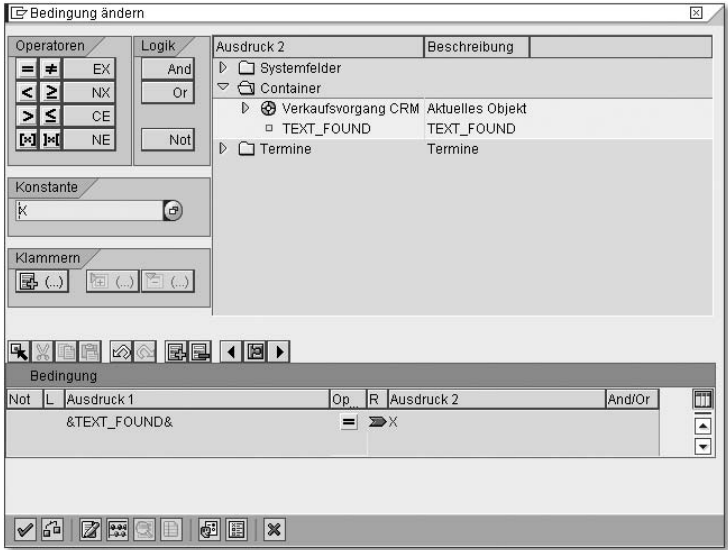 Bedingung ändern
Operatoren
= ≠ EX
< ≥ NX
> ≤ CE
[×] ]×[ NE
Logik
And
Or
Not
Ausdruck 2 Beschreibung
Systemfelder
Container
Verkaufsvorgang CRM Aktuelles Objekt
TEXT_FOUND TEXT_FOUND
Termine Termine
Konstante
X
Klammern
(...) (...) (...)
Bedingung
Not L Ausdruck 1 Op... R Ausdruck 2 And/Or
&TEXT_FOUND& = X